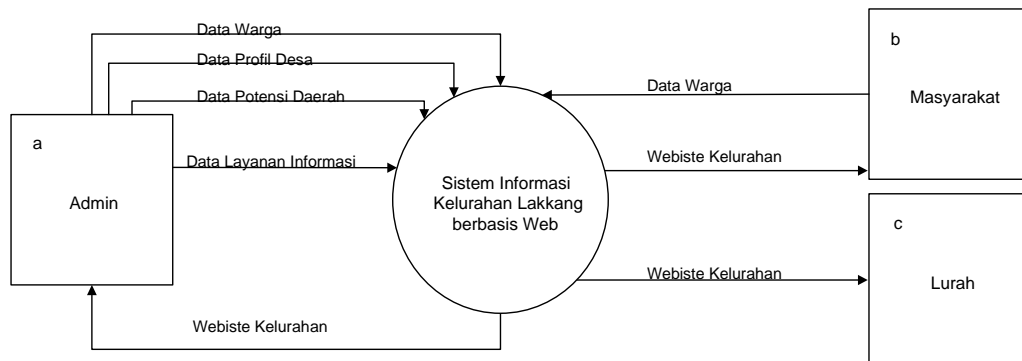 Data Warga
Data Profil Desa
Data Potensi Daerah
a
Admin
Data Layanan Informasi
Sistem Informasi
Kelurahan Lakkang
berbasis Web
Data Warga
b
Masyarakat
Webiste Kelurahan
c
Lurah
Webiste Kelurahan
Webiste Kelurahan